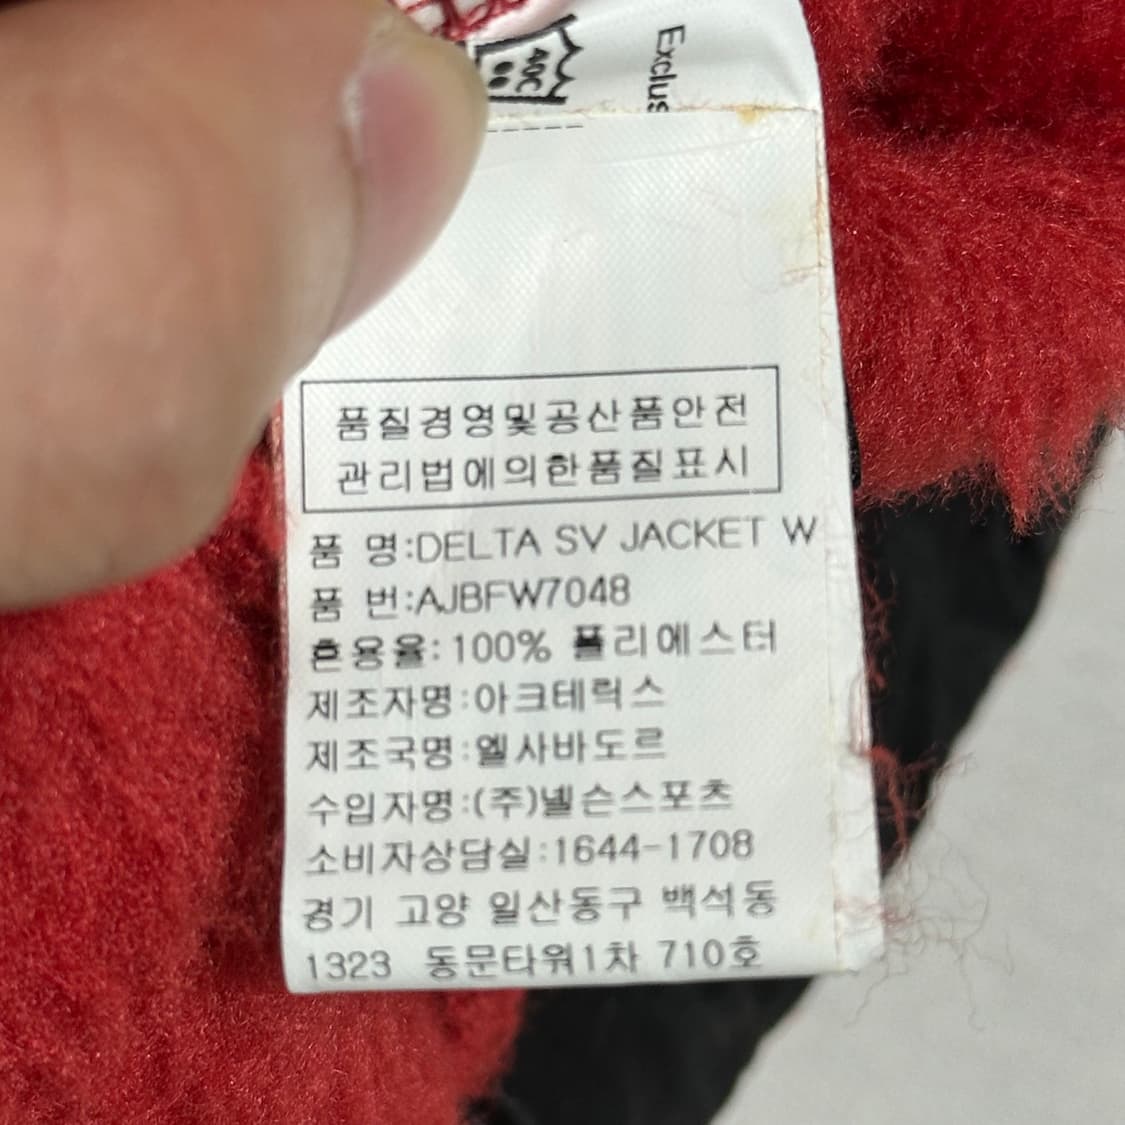 40C
Exclus
품질경영및공산품안전
관리법에의한품질표시
품 명:DELTA SV JACKET W
품 번:AJBFW7048
혼용율:100% 폴리에스터
제조자명:아크테릭스
제조국명:엘사바도르
수입자명:(주)넬슨스포츠
소비자상담실:1644-1708
경기 고양 일산동구 백석동
1323 동문타워1차 710호